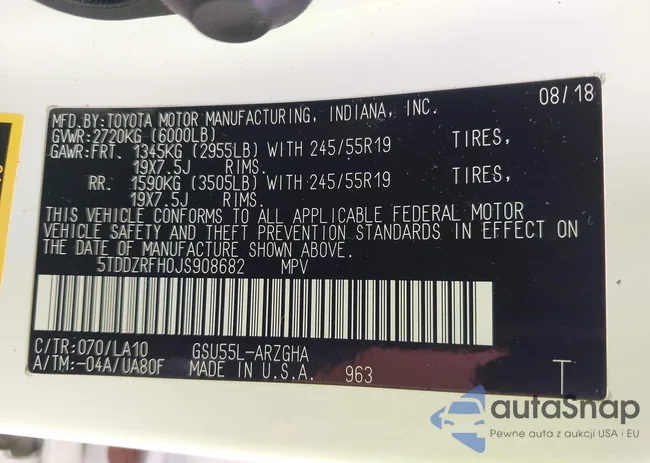 MFD.BY:TOYOTA MOTOR MANUFACTURING, INDIANA, INC. 08/18
GVWR:2720KG (6000LB)
GAWR:FRT. 1345KG (2955LB) WITH 245/55R19 TIRES,
19X7.5J RIMS.
RR. 1590KG (3505LB) WITH 245/55R19 TIRES,
19X7.5J RIMS.
THIS VEHICLE CONFORMS TO ALL APPLICABLE FEDERAL MOTOR
VEHICLE SAFETY AND THEFT PREVENTION STANDARDS IN EFFECT ON
THE DATE OF MANUFACTURE SHOWN ABOVE.
5TDDZRFH0JS908682 MPV
C/TR:070/LA10 GSU55L-ARZGHA
A/TM:-04A/UA80F MADE IN U.S.A. 963 T
autaSnap
Pewne auta z aukcji USA i EU